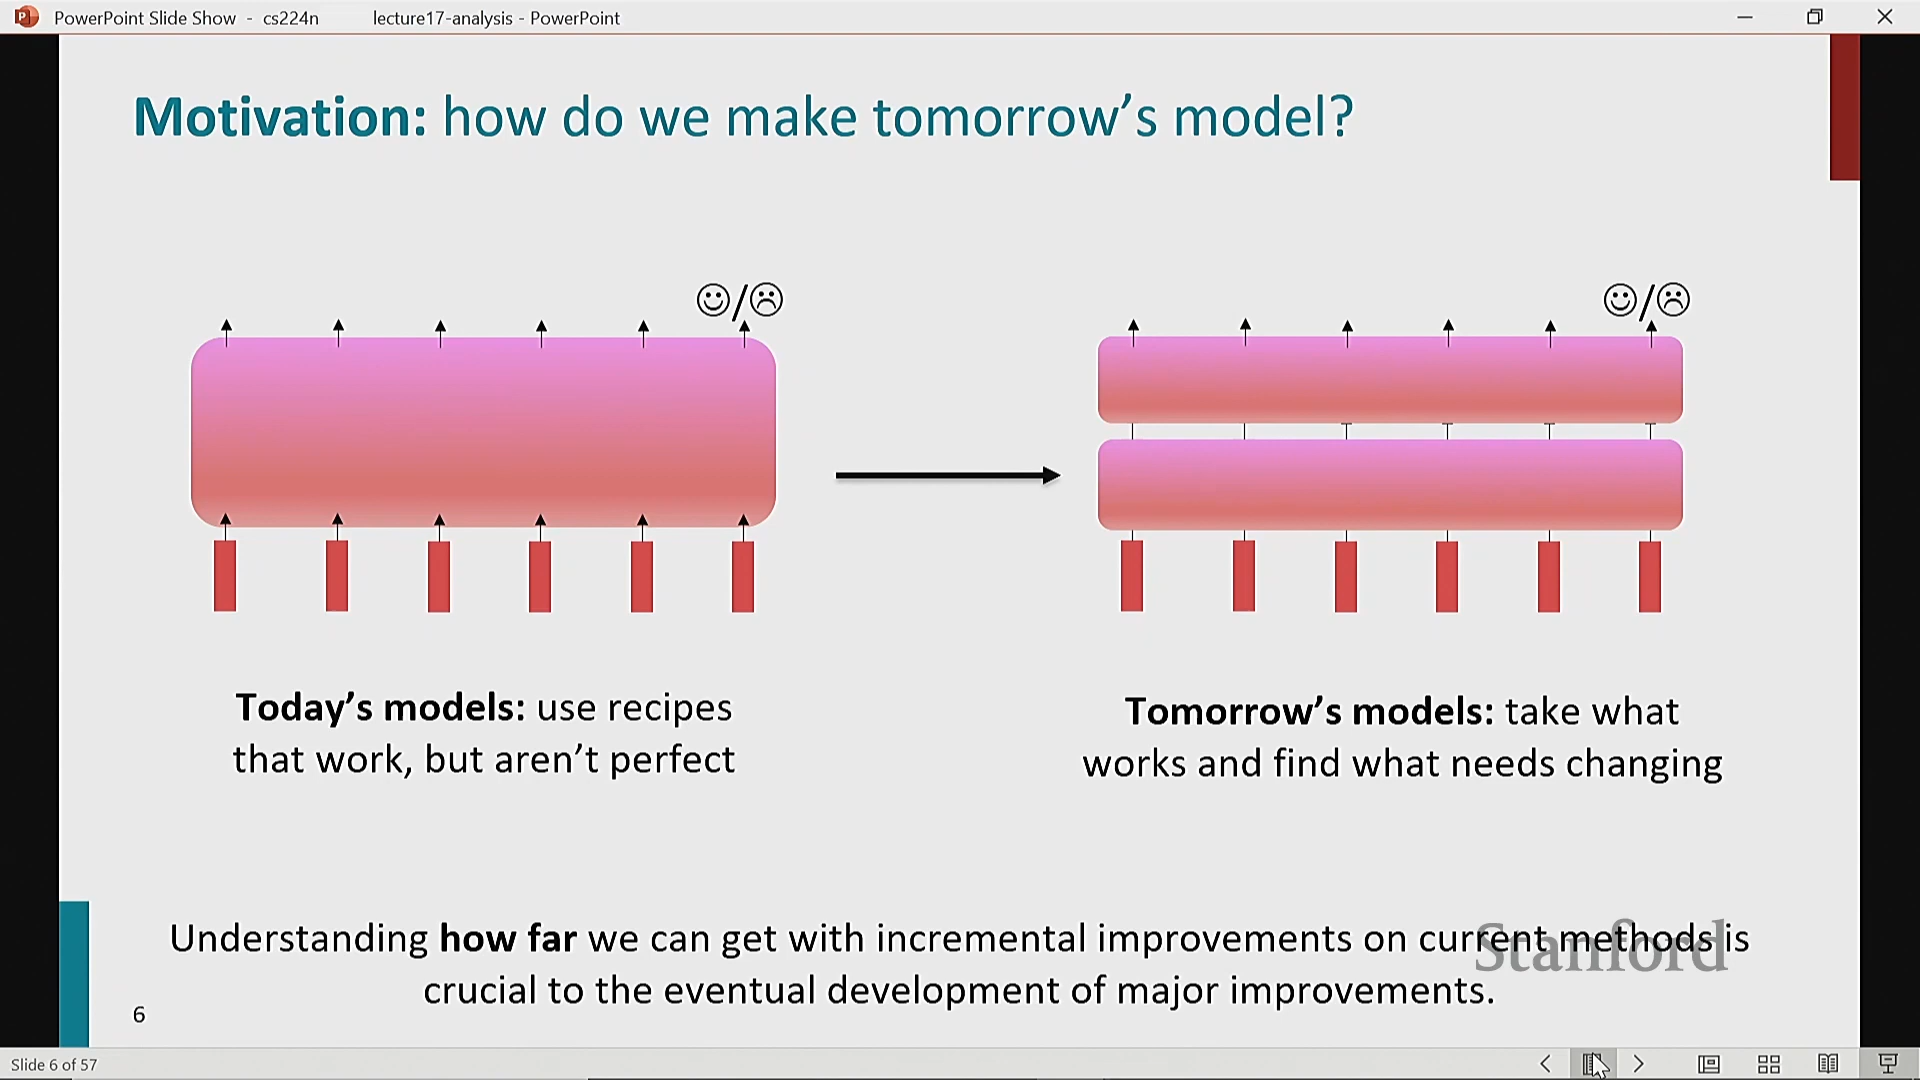 PowerPoint Slide Show - cs224n lecture17-analysis - PowerPoint
Motivation: how do we make tomorrow’s model?
☺/☹
☺/☹
Today’s models: use recipes
that work, but aren’t perfect
Tomorrow’s models: take what
works and find what needs changing
Understanding how far we can get with incremental improvements on current methods is
crucial to the eventual development of major improvements.
Stanford
6
Slide 6 of 57